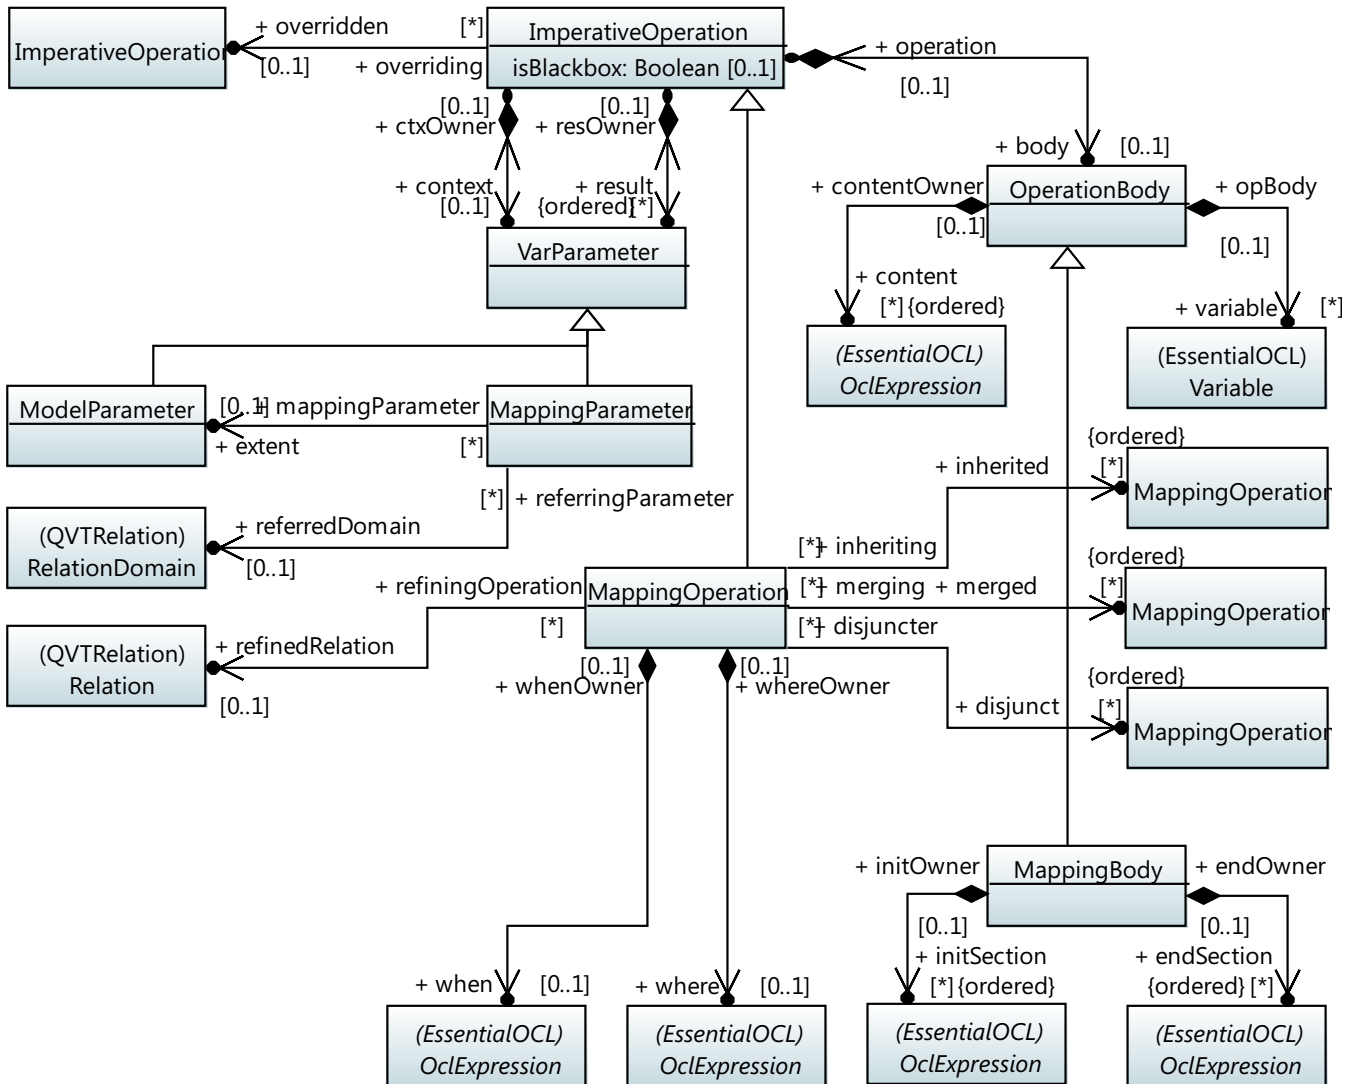 + overridden
[*]
ImperativeOperation
+ operation
ImperativeOperation
[0..1]
+ overriding
isBlackbox: Boolean [0..1]
[0..1]
[0..1]
[0..1]
+ ctxOwner
+ resOwner
+ body
[0..1]
+ context
+ result
+ contentOwner
OperationBody
+ opBody
[0..1]
{ordered}
[*]
[0..1]
[0..1]
VarParameter
+ content
[*]
{ordered}
+ variable
[*]
(EssentialOCL)
OclExpression
(EssentialOCL)
Variable
ModelParameter
[0..1]
+ mappingParameter
MappingParameter
+ extent
[*]
{ordered}
+ inherited
[*]
MappingOperation
[*]
+ referringParameter
+ referredDomain
(QVTRelation)
RelationDomain
[0..1]
[*]
+ inheriting
{ordered}
+ refiningOperation
MappingOperation
[*]
+ merging
+ merged
[*]
MappingOperation
[*]
[*]
+ disjuncter
+ refinedRelation
(QVTRelation)
Relation
[0..1]
[0..1]
[0..1]
+ whenOwner
+ whereOwner
{ordered}
+ disjunct
[*]
MappingOperation
+ initOwner
MappingBody
+ endOwner
[0..1]
[0..1]
+ initSection
+ endSection
+ when
[0..1]
+ where
[0..1]
[*]
{ordered}
{ordered}
[*]
(EssentialOCL)
OclExpression
(EssentialOCL)
OclExpression
(EssentialOCL)
OclExpression
(EssentialOCL)
OclExpression